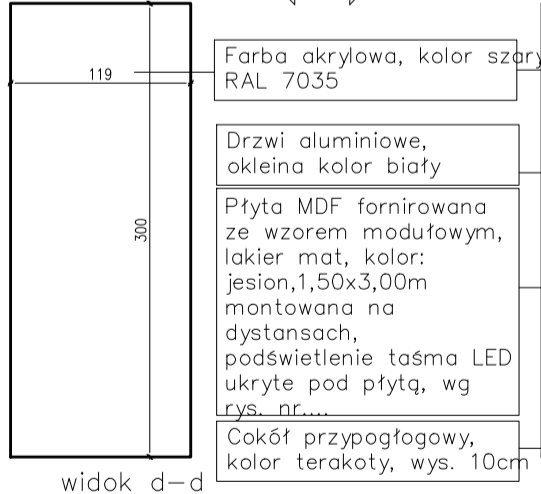 119
300
Farba akrylowa, kolor szary
RAL 7035
Drzwi aluminiowe,
okleina kolor biały
Płyta MDF fornirowana
ze wzorem modułowym,
lakier mat, kolor:
jesion,1,50x3,00m
montowana na
dystansach,
podświetlenie taśma LED
ukryte pod płytą, wg
rys. nr....
Cokół przypogłogowy,
kolor terakoty, wys. 10cm
widok d-d